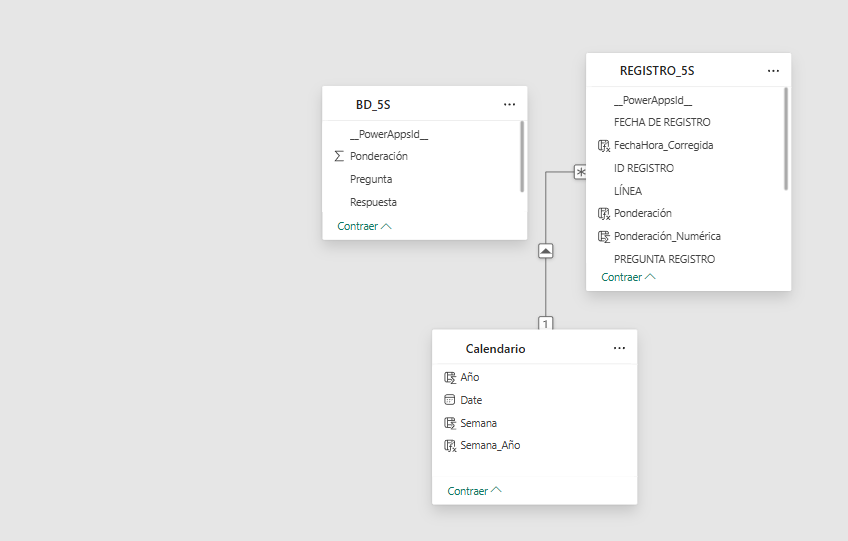 BD_5S
...
__PowerAppsId__
Ponderación
Pregunta
Respuesta
Contraer
REGISTRO_5S
...
__PowerAppsId__
FECHA DE REGISTRO
FechaHora_Corregida
ID REGISTRO
LÍNEA
Ponderación
Ponderación_Numérica
PREGUNTA REGISTRO
Contraer
*
1
Calendario
...
Año
Date
Semana
Semana_Año
Contraer